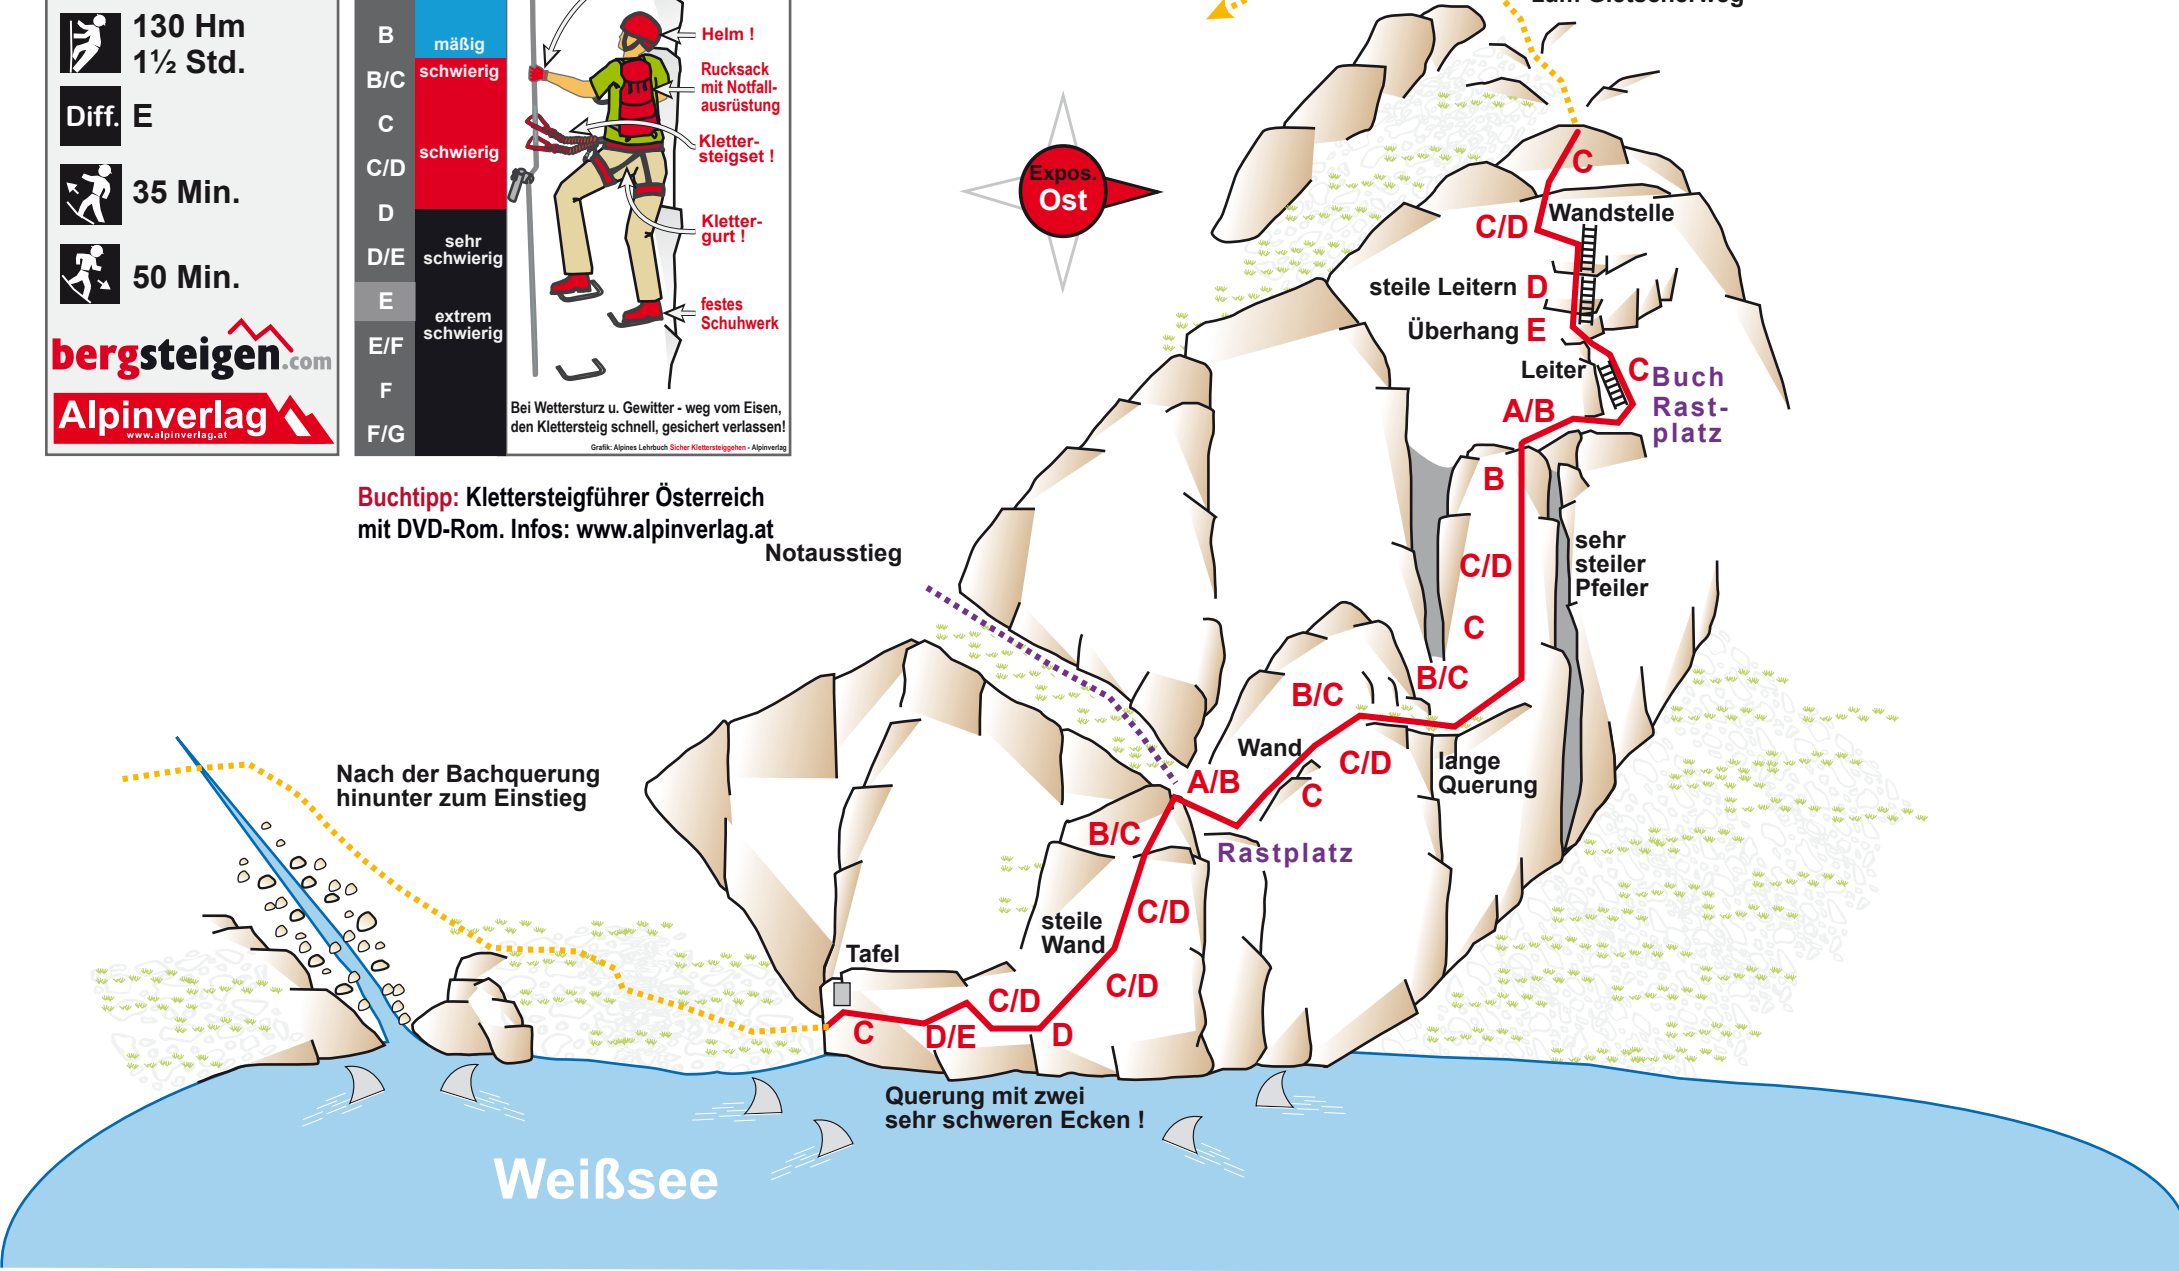 130 Hm
1½ Std.
Diff. E
35 Min.
50 Min.
bergsteigen.com
Alpinverlag
www.alpinverlag.at
B
B/C
C
C/D
D
D/E
E
E/F
F
F/G
mäßig
schwierig
schwierig
sehr
schwierig
extrem
schwierig
Helm !
Rucksack
mit Notfall-
ausrüstung
Kletter-
steigset !
Kletter-
gurt !
festes
Schuhwerk
Bei Wettersturz u. Gewitter - weg vom Eisen,
den Klettersteig schnell, gesichert verlassen!
Grafik: Alpines Lehrbuch Sicher Klettersteiggehen - Alpinverlag
Buchtipp: Klettersteigführer Österreich
mit DVD-Rom. Infos: www.alpinverlag.at
Expos.
Ost
zum Gletscherweg
C
Wandstelle
C/D
steile Leitern D
Überhang E
Leiter
C
Buch
Rast-
platz
A/B
B
sehr
steiler
Pfeiler
C/D
C
B/C
Notausstieg
B/C
Wand
C/D
lange
Querung
A/B
C
B/C
Rastplatz
Nach der Bachquerung
hinunter zum Einstieg
C/D
steile
Wand
Tafel
C/D
C/D
C
D/E
D
Querung mit zwei
sehr schweren Ecken !
Weißsee